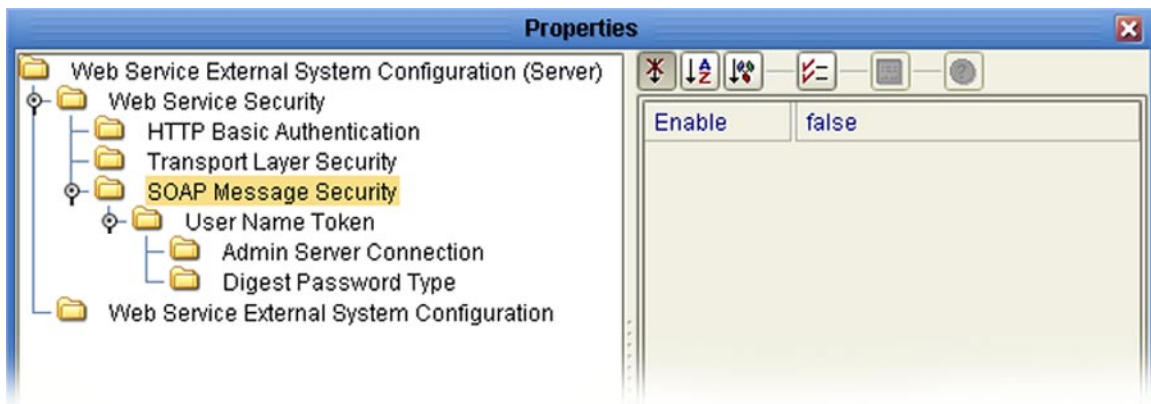 Properties
Web Service External System Configuration (Server)
Web Service Security
HTTP Basic Authentication
Transport Layer Security
SOAP Message Security
User Name Token
Admin Server Connection
Digest Password Type
Web Service External System Configuration
Enable false